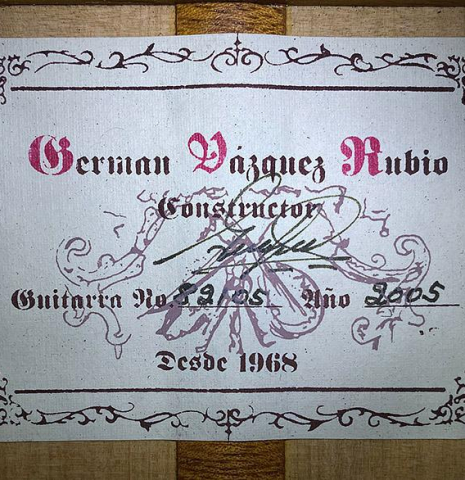 German Vázquez Rubio
Constructor
Guitarra No 52.05 Año 2005
Desde 1968